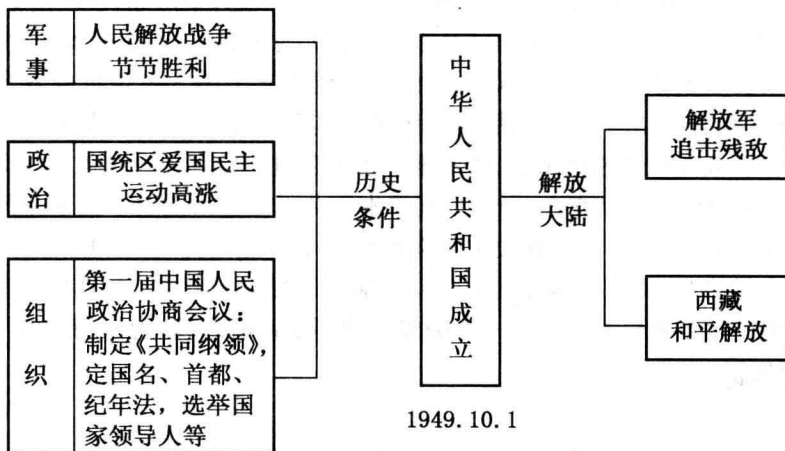 军事
人民解放战争
节节胜利
政治
国统区爱国民主
运动高涨
组织
第一届中国人民
政治协商会议：
制定《共同纲领》，
定国名、首都、
纪年法，选举国
家领导人等
历史
条件
中华人民共和国成立
1949.10.1
解放
大陆
解放军
追击残敌
西藏
和平解放